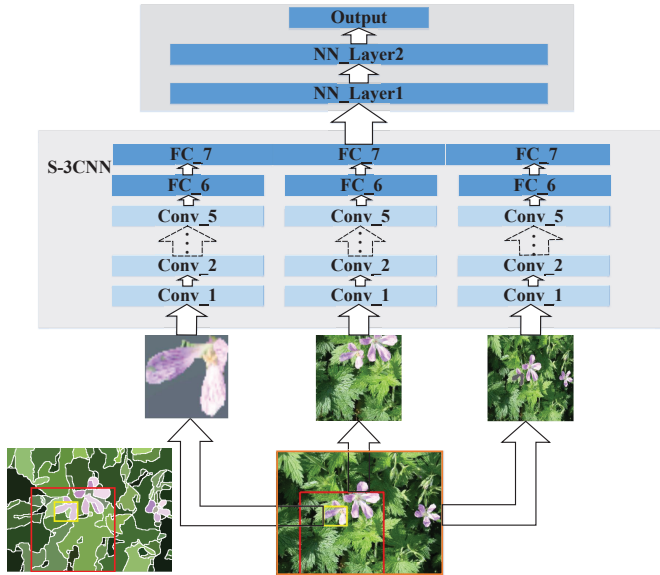 Output
NN_Layer2
NN_Layer1
S-3CNN
FC_7 FC_7 FC_7
FC_6 FC_6 FC_6
Conv_5 Conv_5 Conv_5
Conv_2 Conv_2 Conv_2
Conv_1 Conv_1 Conv_1